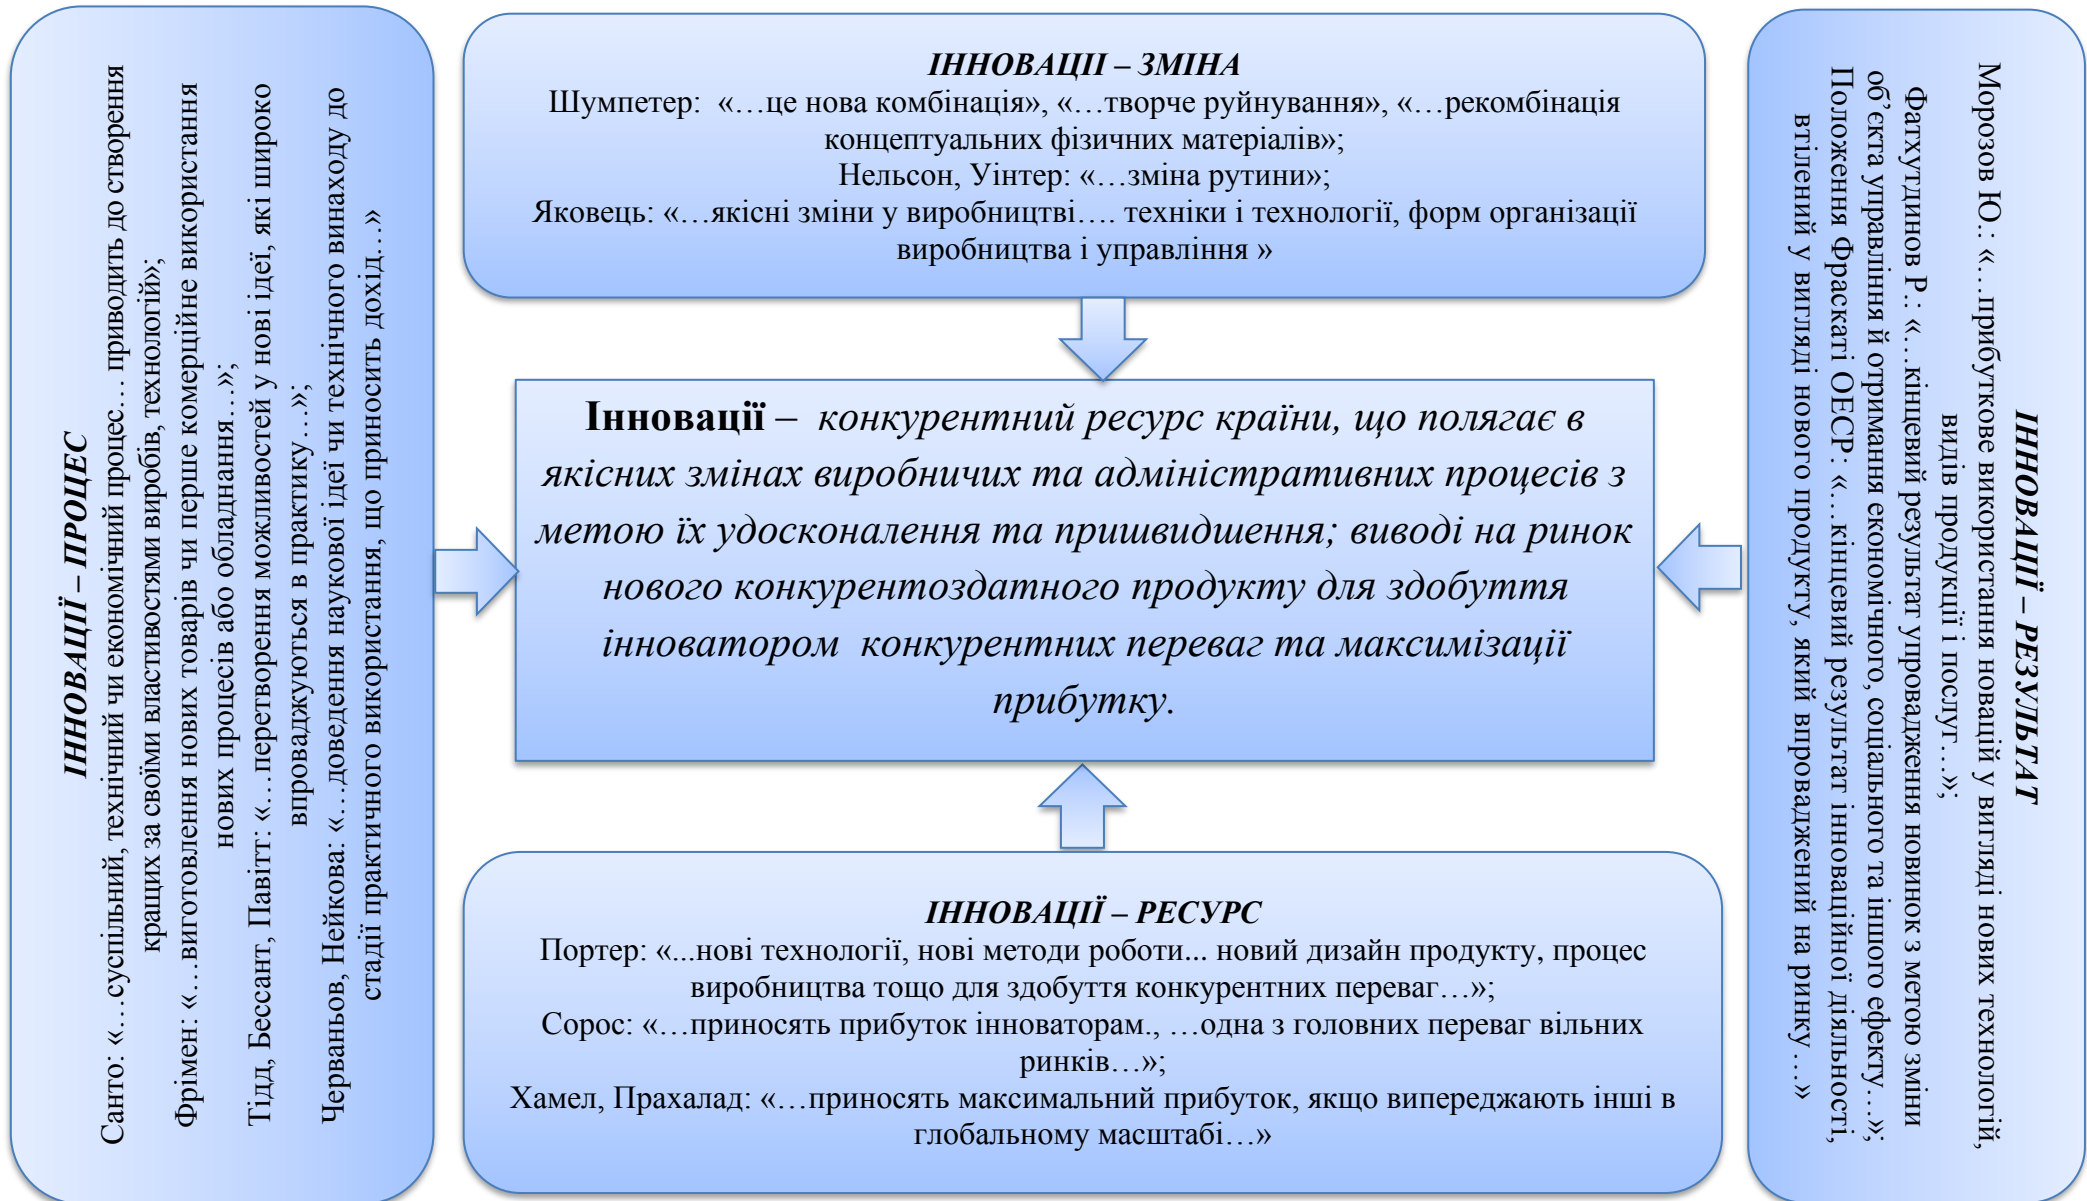 ІННОВАЦІЇ – ПРОЦЕС
Санто: «…суспільний, технічний чи економічний процес… приводить до створення
кращих за своїми властивостями виробів, технологій»;
Фрімен: «…виготовлення нових товарів чи перше комерційне використання
нових процесів або обладнання…»;
Тідд, Бессант, Павітт: «…перетворення можливостей у нові ідеї, які широко
впроваджуються в практику…»;
Черваньов, Нейкова: «…доведення наукової ідеї чи технічного винаходу до
стадії практичного використання, що приносить дохід…»
ІННОВАЦІІ – ЗМІНА
Шумпетер: «…це нова комбінація», «…творче руйнування», «…рекомбінація
концептуальних фізичних матеріалів»;
Нельсон, Уінтер: «…зміна рутини»;
Яковець: «…якісні зміни у виробництві…. техніки і технології, форм організації
виробництва і управління »
Інновації – конкурентний ресурс країни, що полягає в
якісних змінах виробничих та адміністративних процесів з
метою їх удосконалення та пришвидшення; виводі на ринок
нового конкурентоздатного продукту для здобуття
інноватором конкурентних переваг та максимізації
прибутку.
ІННОВАЦІЇ – РЕСУРС
Портер: «...нові технології, нові методи роботи... новий дизайн продукту, процес
виробництва тощо для здобуття конкурентних переваг…»;
Сорос: «…приносять прибуток інноваторам., …одна з головних переваг вільних
ринків…»;
Хамел, Прахалад: «…приносять максимальний прибуток, якщо випереджають інші в
глобальному масштабі…»
ІННОВАЦІЇ – РЕЗУЛЬТАТ
Морозов Ю.: «…прибуткове використання новацій у вигляді нових технологій,
видів продукції і послуг…»;
Фатхутдинов Р.: «…кінцевий результат упровадження новинок з метою зміни
об’єкта управління й отримання економічного, соціального та іншого ефекту…»;
Положення Фраскаті ОЕСР: «…кінцевий результат інноваційної діяльності,
втілений у вигляді нового продукту, який впроваджений на ринку…»